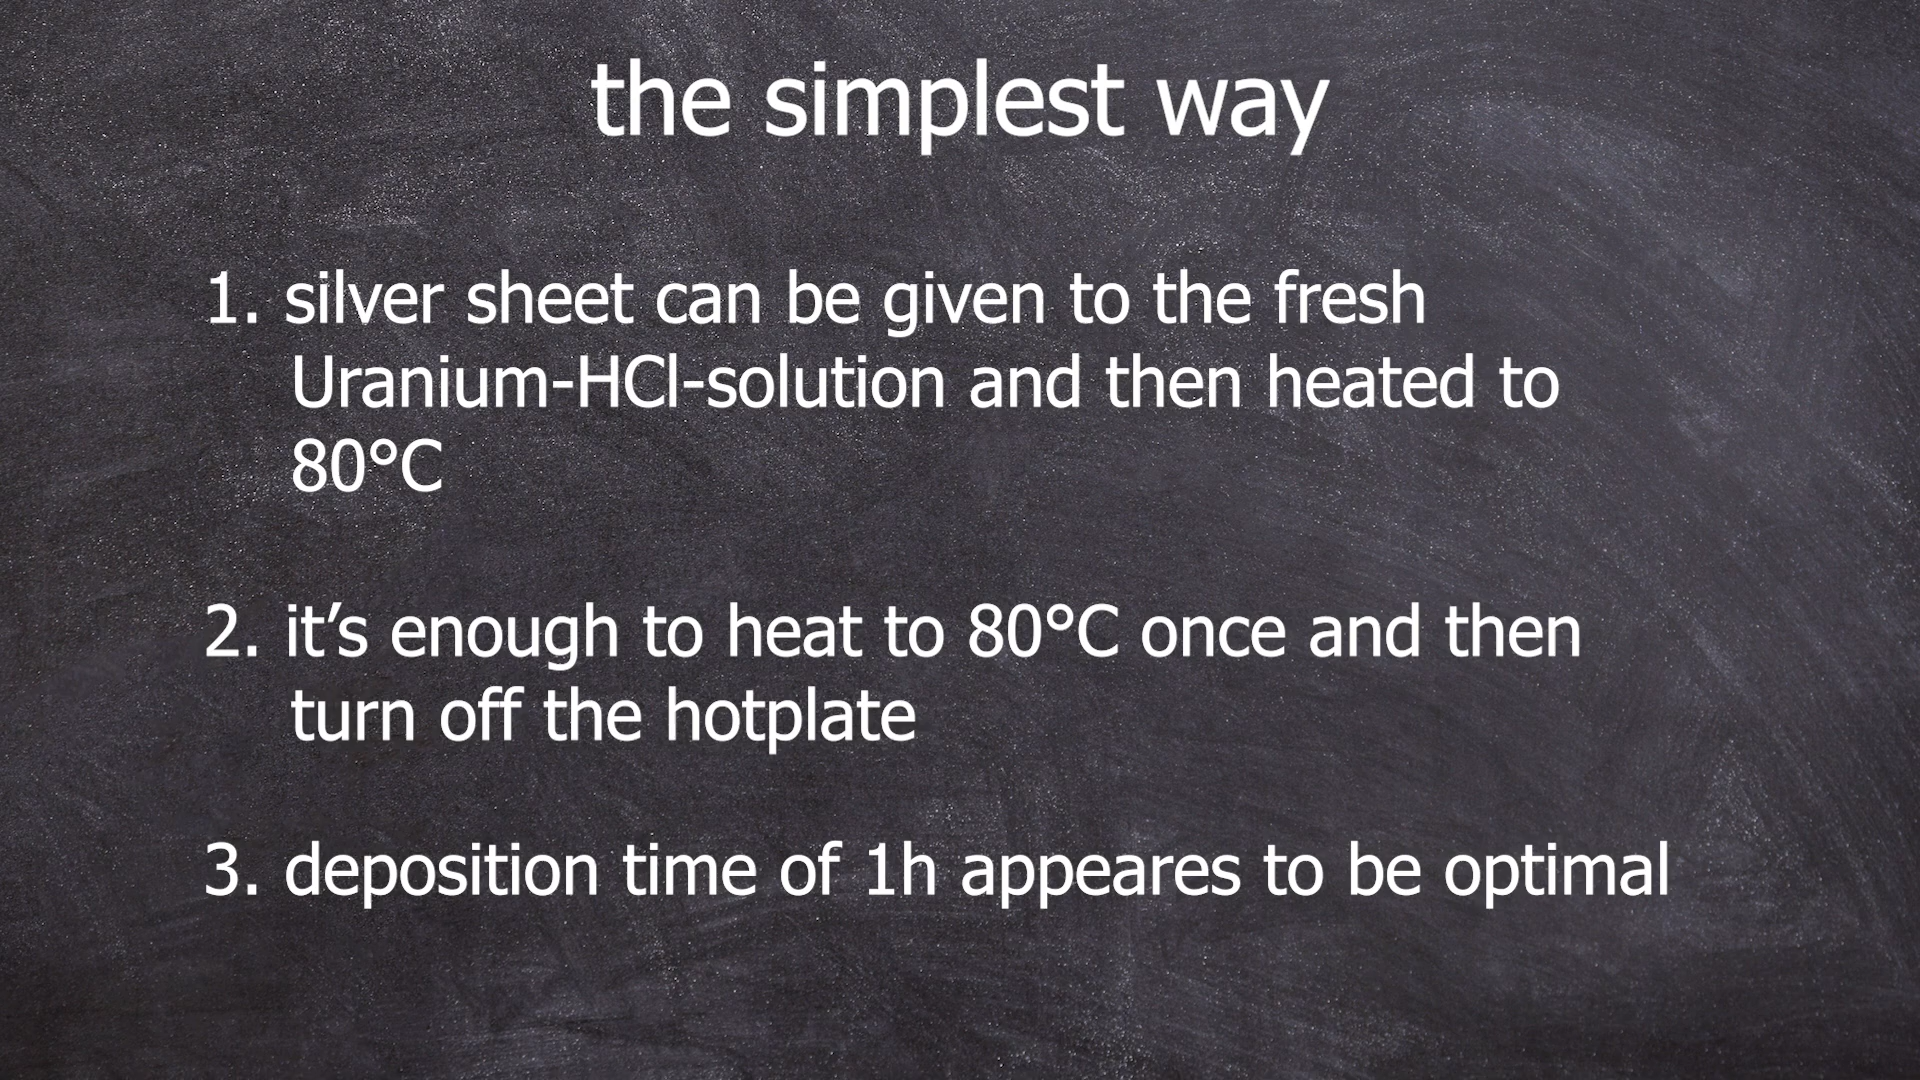 the simplest way
1. silver sheet can be given to the fresh
Uranium-HCl-solution and then heated to
80°C
2. it’s enough to heat to 80°C once and then
turn off the hotplate
3. deposition time of 1h appeares to be optimal